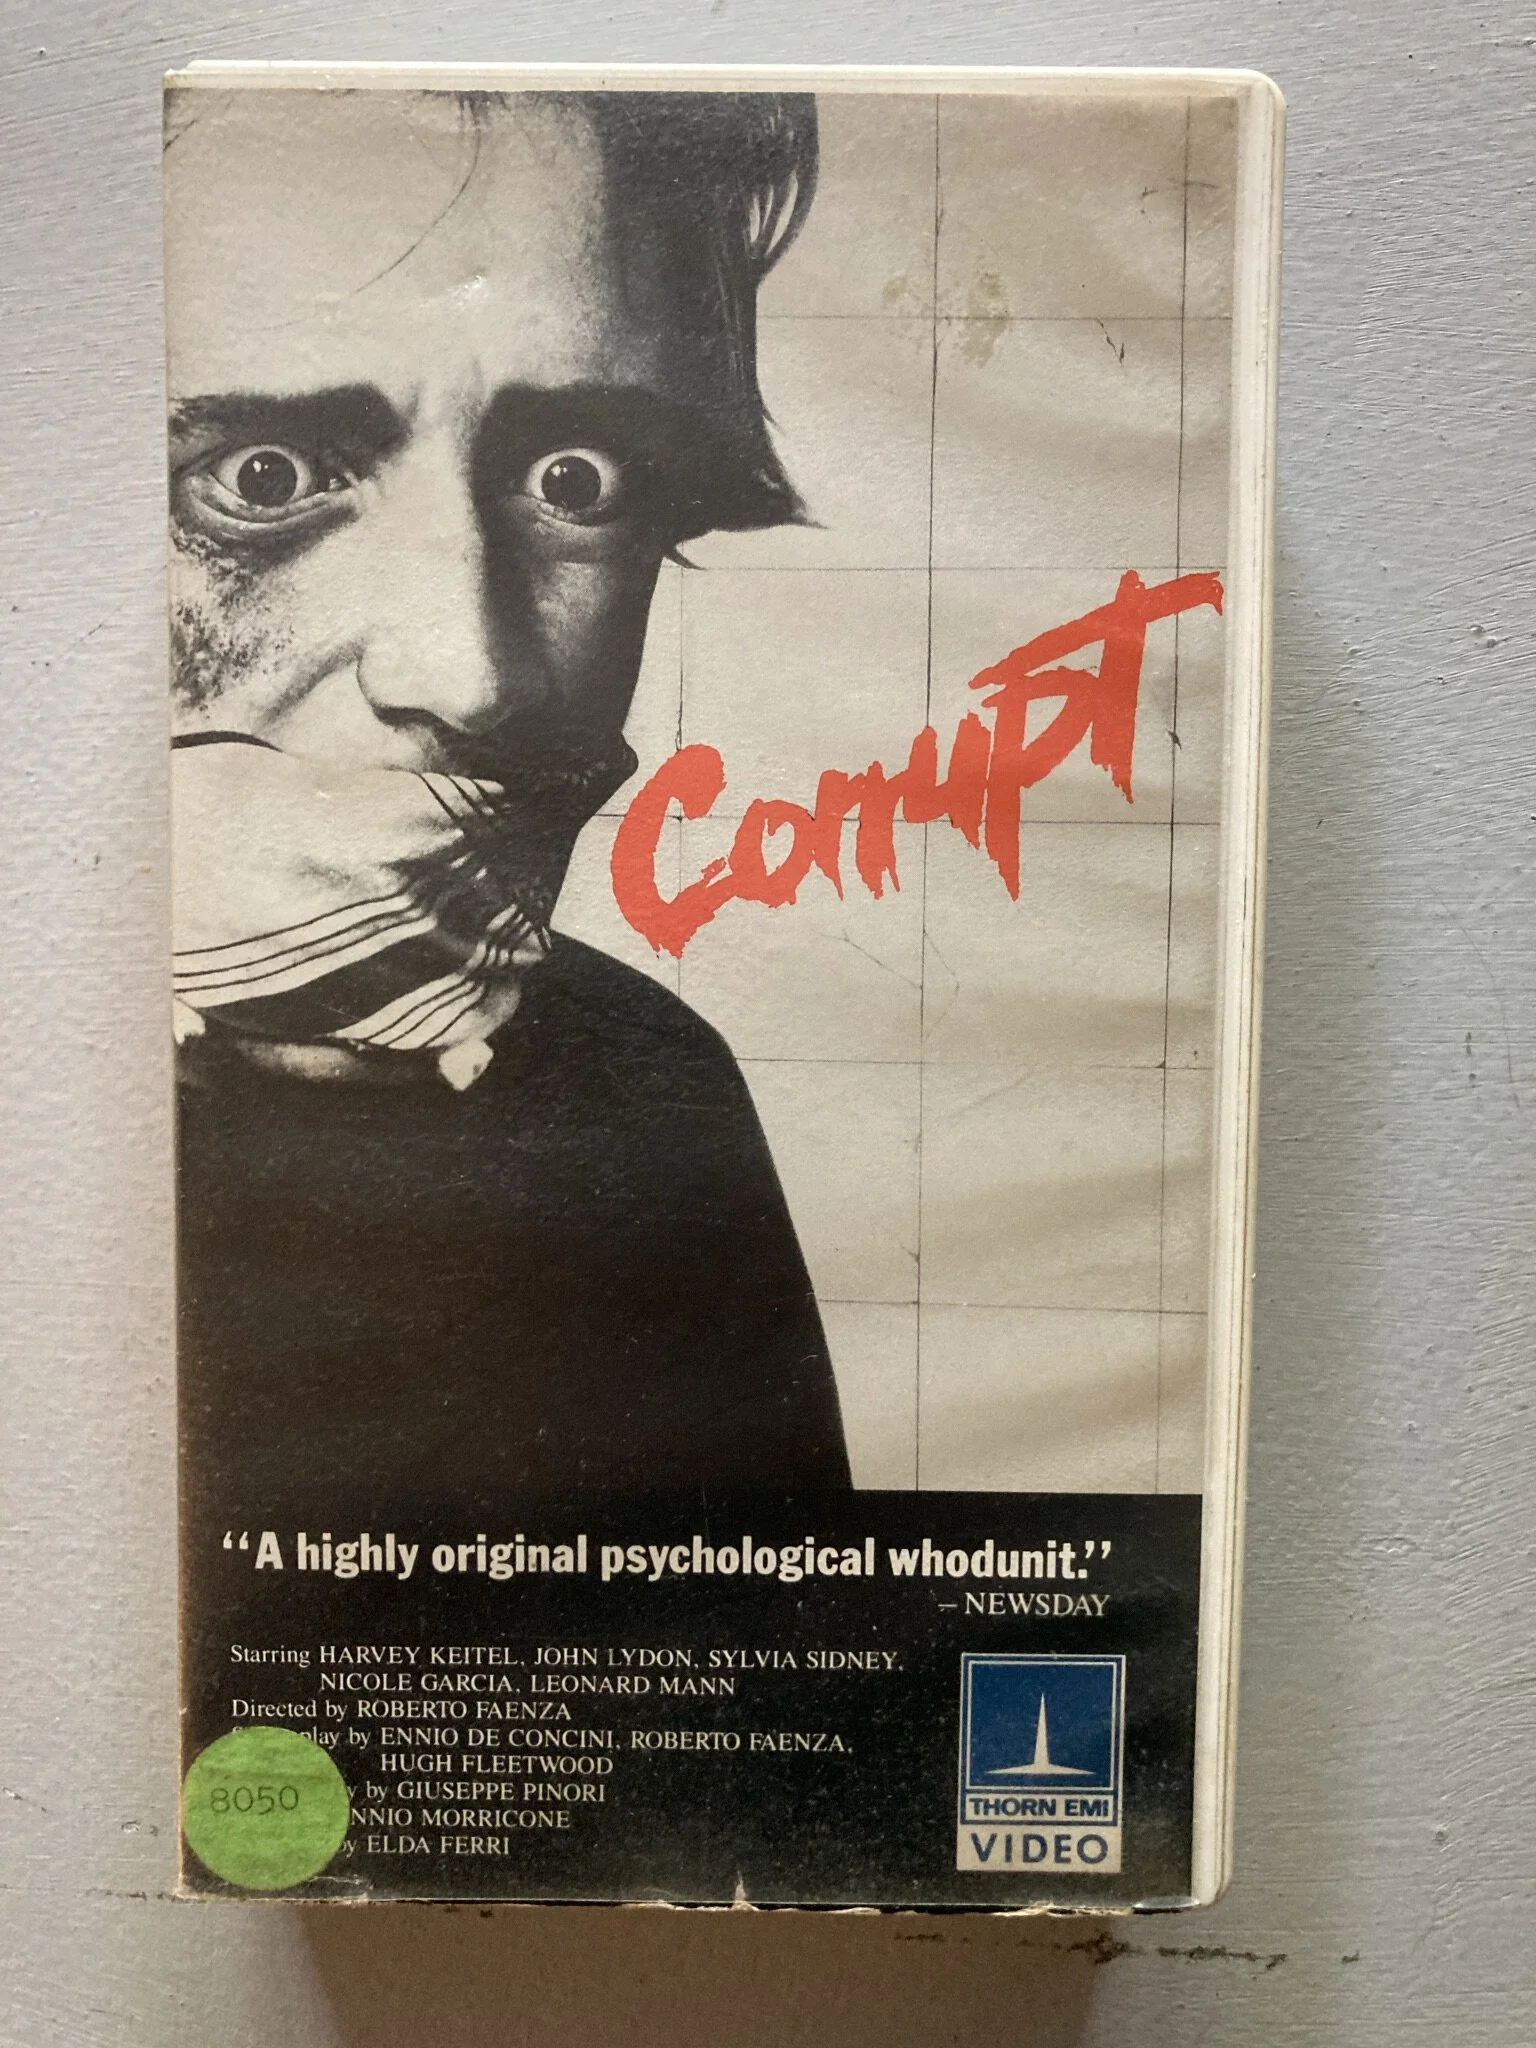 Corrupt
“A highly original psychological whodunit.”
– NEWSDAY
Starring HARVEY KEITEL, JOHN LYDON, SYLVIA SIDNEY,
NICOLE GARCIA, LEONARD MANN
Directed by ROBERTO FAENZA
play by ENNIO DE CONCINI, ROBERTO FAENZA,
HUGH FLEETWOOD
by GIUSEPPE PINORI
NNIO MORRICONE
by ELDA FERRI
8050
THORN EMI
VIDEO